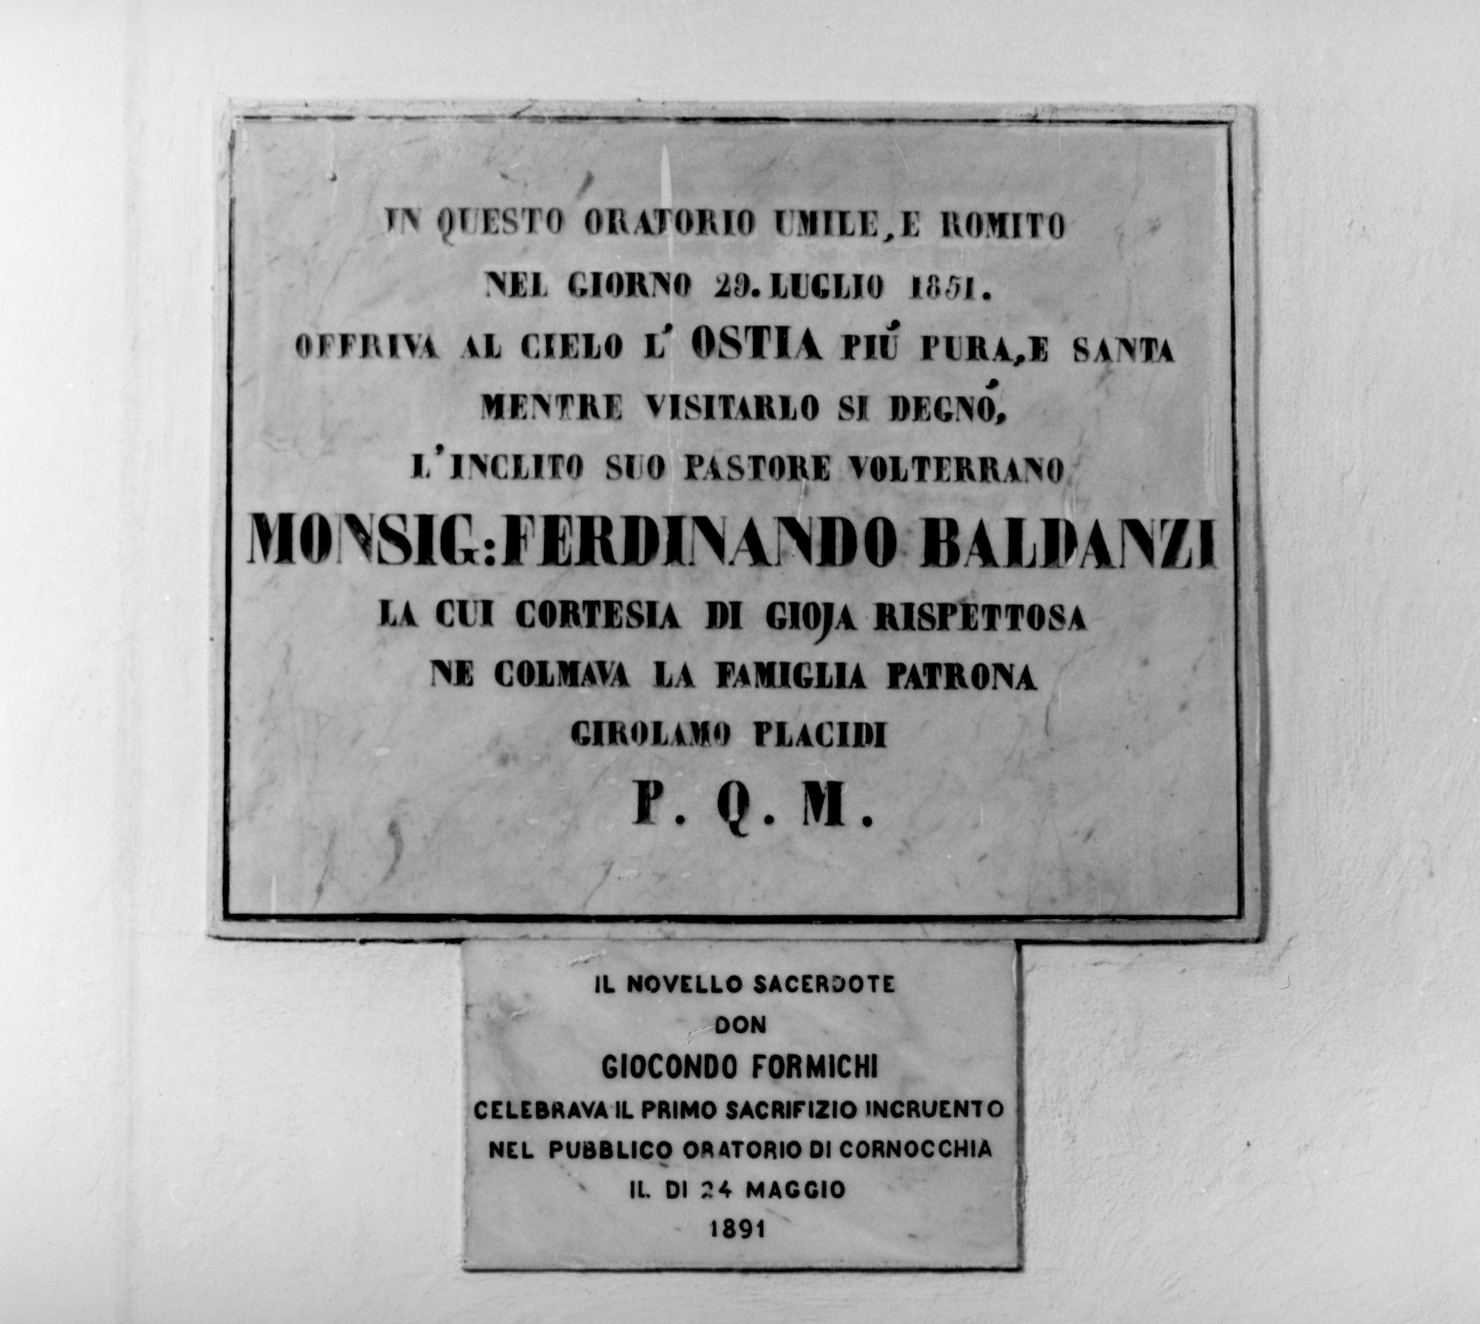 IN QUESTO ORATORIO UMILE, E ROMITO
NEL GIORNO 29. LUGLIO 1851.
OFFRIVA AL CIELO L' OSTIA PIÚ PURA, E SANTA
MENTRE VISITARLO SI DEGNÓ,
L'INCLITO SUO PASTORE VOLTERRANO
MONSIG: FERDINANDO BALDANZI
LA CUI CORTESIA DI GIOJA RISPETTOSA
NE COLMAVA LA FAMIGLIA PATRONA
GIROLAMO PLACIDI
P. Q. M.
IL NOVELLO SACERDOTE
DON
GIOCONDO FORMICHI
CELEBRAVA IL PRIMO SACRIFIZIO INCRUENTO
NEL PUBBLICO ORATORIO DI CORNOCCHIA
IL DI 24 MAGGIO
1891